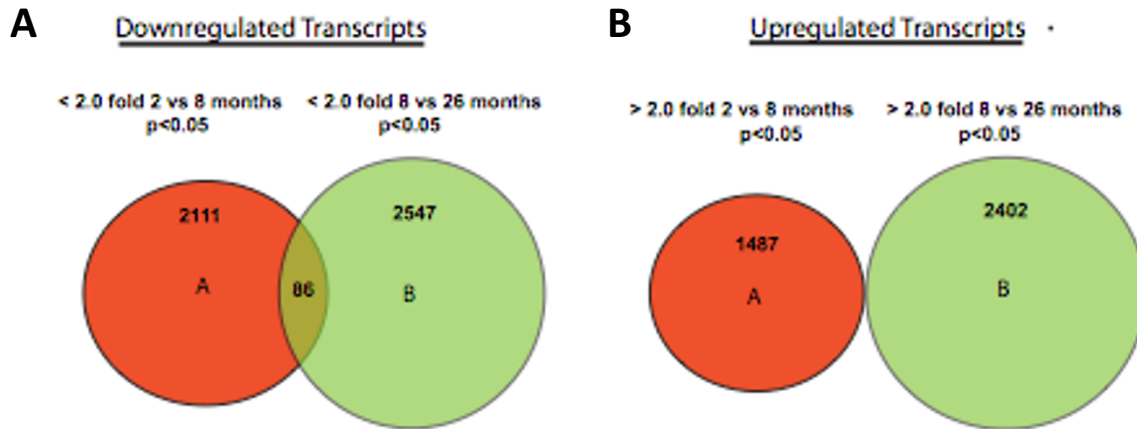 A
Downregulated Transcripts
< 2.0 fold 2 vs 8 months
p<0.05
< 2.0 fold 8 vs 26 months
p<0.05
2111
2547
A
86
B
B
Upregulated Transcripts
> 2.0 fold 2 vs 8 months
p<0.05
> 2.0 fold 8 vs 26 months
p<0.05
1487
2402
A
B